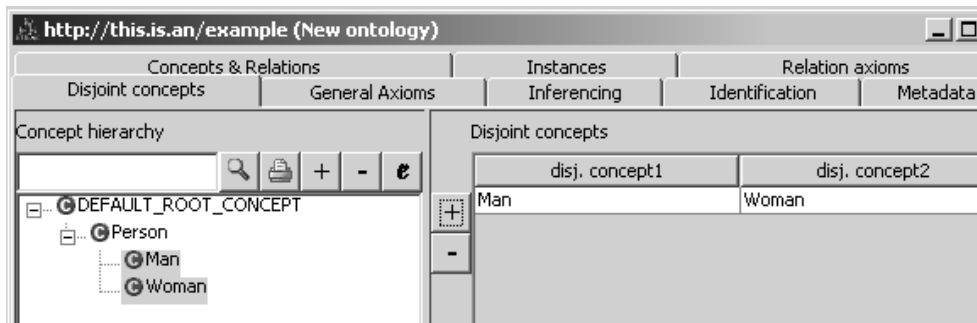 http://this.is.an/example (New ontology)
Concepts & Relations Instances Relation axioms
Disjoint concepts General Axioms Inferencing Identification Metadata
Concept hierarchy
+ - e
DEFAULT_ROOT_CONCEPT
C Person
C Man
C Woman
Disjoint concepts
disj. concept1 disj. concept2
+ Man Woman
-